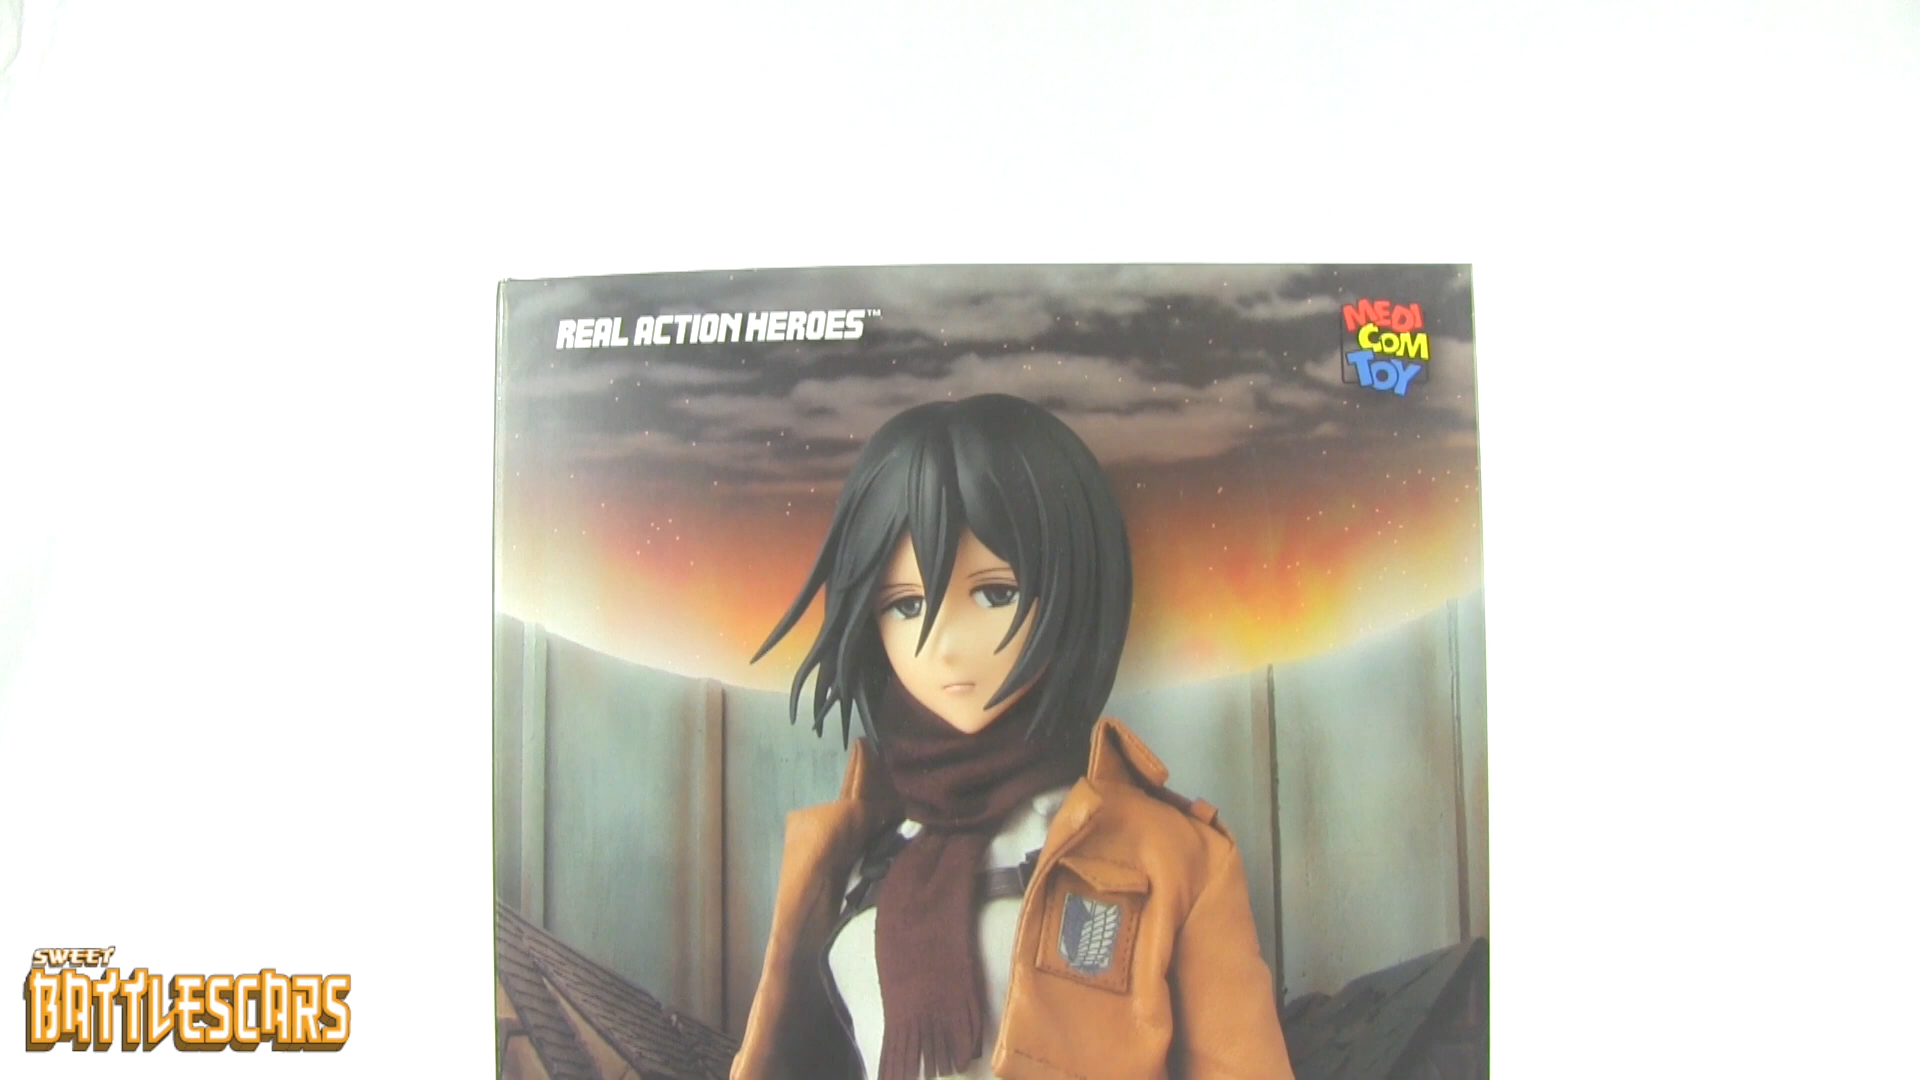 REAL ACTION HEROES™
MEDI
COM
TOY
SWEET
BATTLESCARS